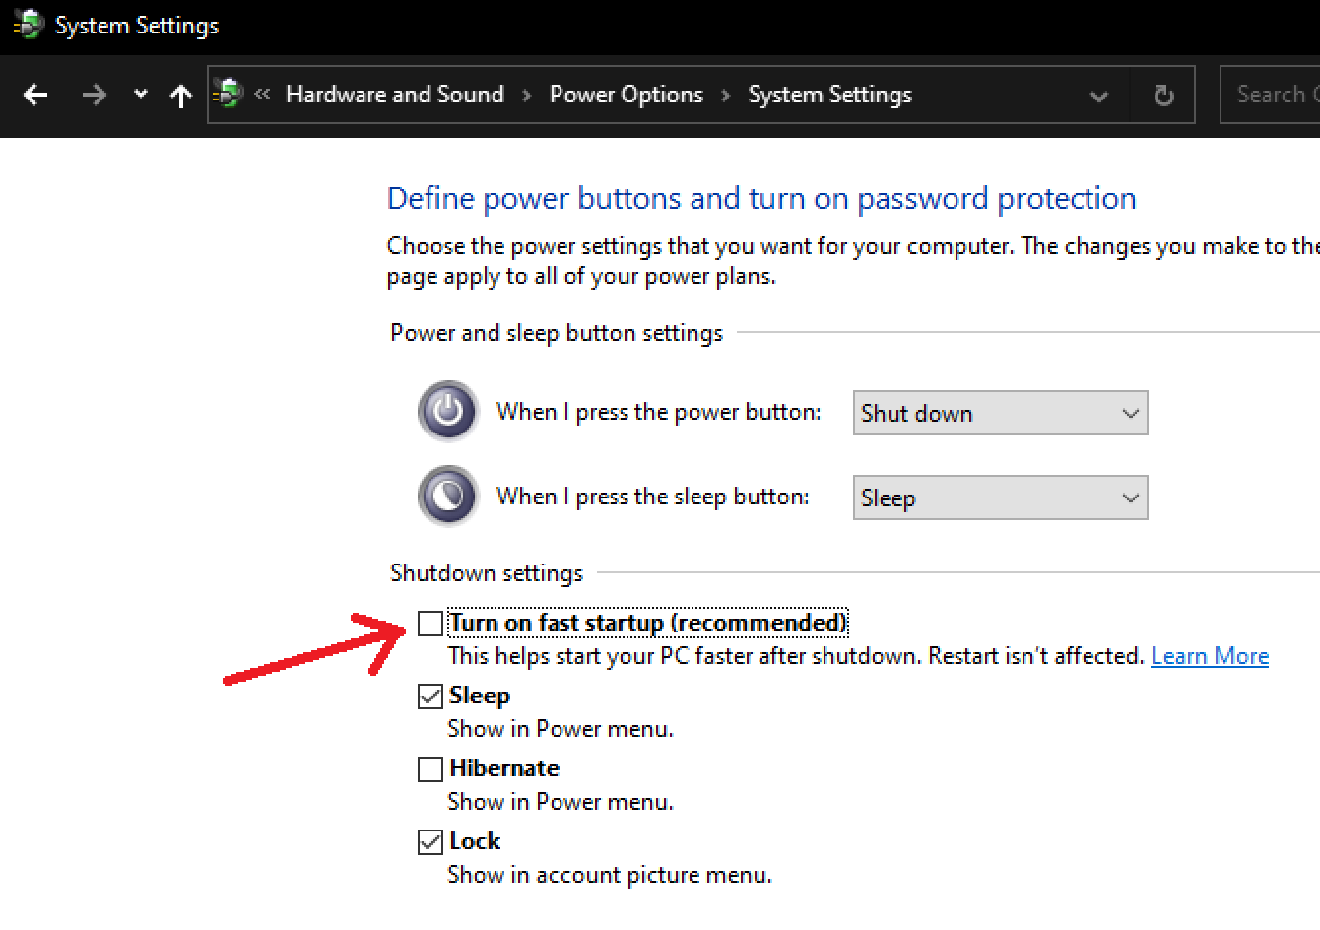 System Settings
« Hardware and Sound › Power Options › System Settings
Search
Define power buttons and turn on password protection
Choose the power settings that you want for your computer. The changes you make to the
page apply to all of your power plans.
Power and sleep button settings
When I press the power button: Shut down
When I press the sleep button: Sleep
Shutdown settings
Turn on fast startup (recommended)
This helps start your PC faster after shutdown. Restart isn't affected. Learn More
Sleep
Show in Power menu.
Hibernate
Show in Power menu.
Lock
Show in account picture menu.